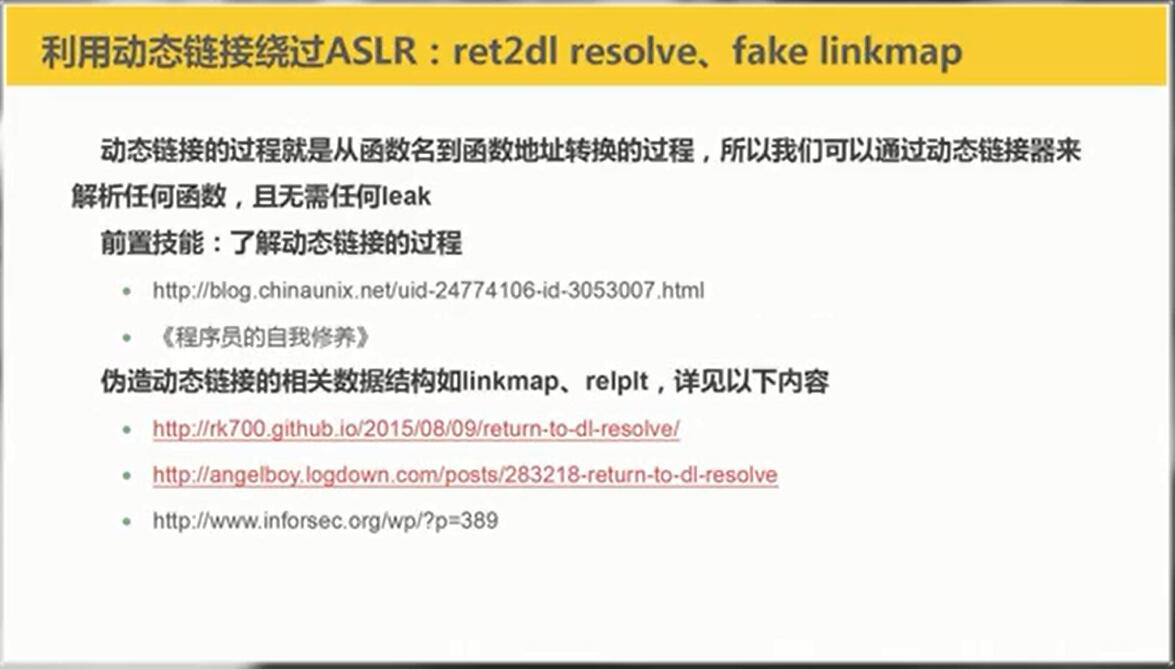 利用动态链接绕过ASLR：ret2dl resolve、fake linkmap
动态链接的过程就是从函数名到函数地址转换的过程，所以我们可以通过动态链接器来
解析任何函数，且无需任何leak
前置技能：了解动态链接的过程
• http://blog.chinaunix.net/uid-24774106-id-3053007.html
• 《程序员的自我修养》
伪造动态链接的相关数据结构如linkmap、relplt，详见以下内容
• http://rk700.github.io/2015/08/09/return-to-dl-resolve/
• http://angelboy.logdown.com/posts/283218-return-to-dl-resolve
• http://www.inforsec.org/wp/?p=389